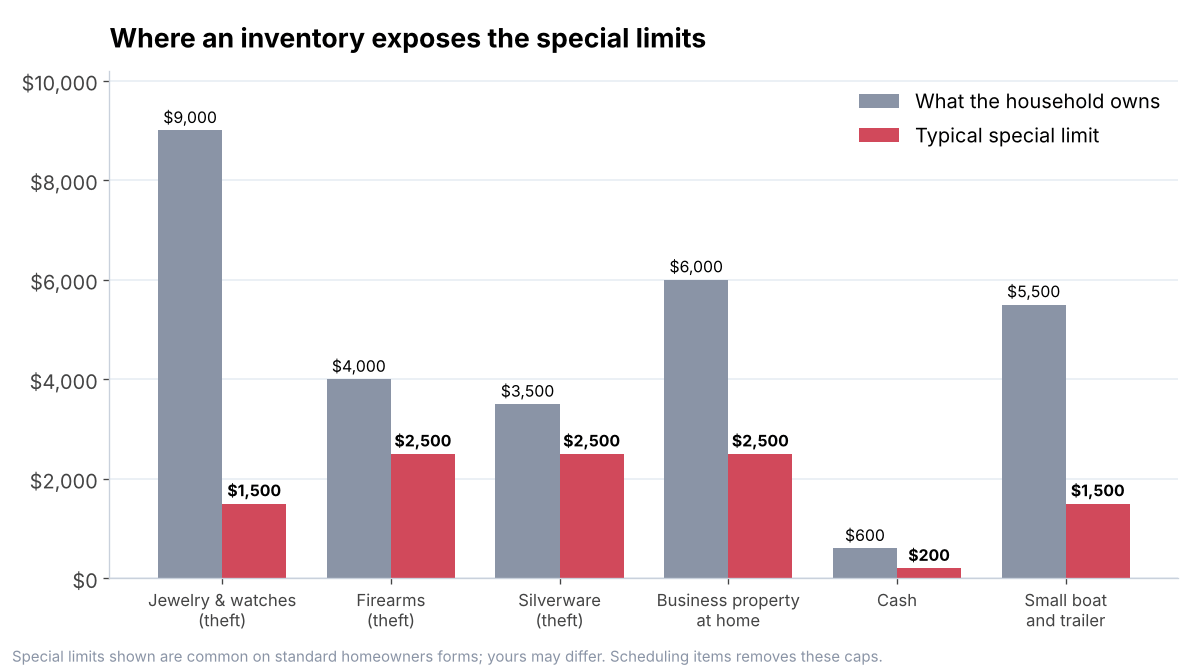 Where an inventory exposes the special limits
$10,000
$8,000
$6,000
$4,000
$2,000
$0
What the household owns
Typical special limit
$9,000
$1,500
$4,000
$2,500
$3,500
$2,500
$6,000
$2,500
$600
$200
$5,500
$1,500
Jewelry & watches
(theft)
Firearms
(theft)
Silverware
(theft)
Business property
at home
Cash
Small boat
and trailer
Special limits shown are common on standard homeowners forms; yours may differ. Scheduling items removes these caps.